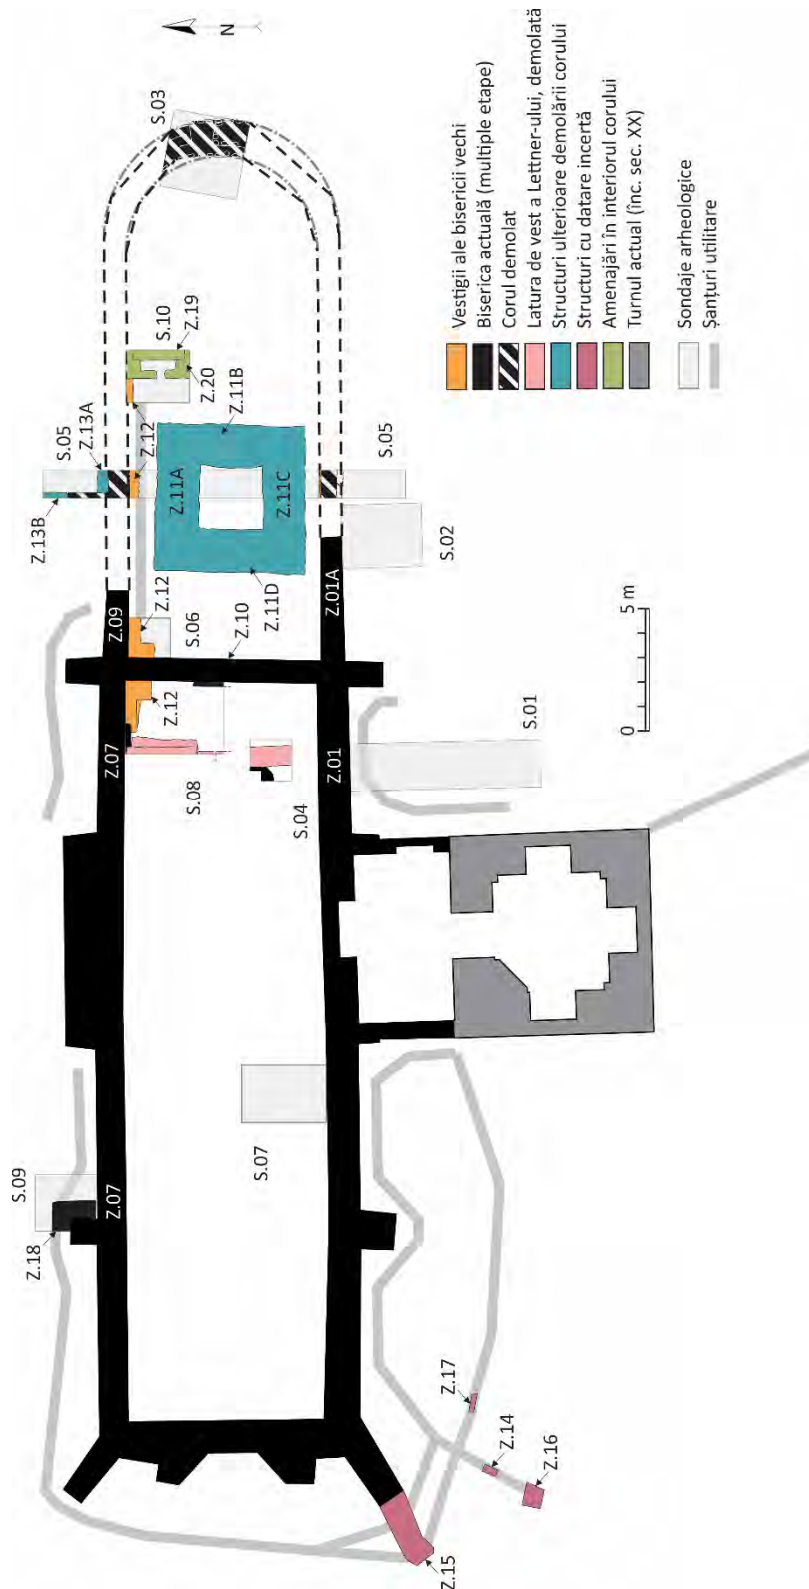 N
S.03
S.10
Z.19
Z.20
Z.11B
S.05
Z.13A
Z.12
Z.13B
Z.11A
Z.11C
S.05
S.02
Z.09
Z.12
S.06
Z.10
Z.11D
Z.01A
Z.07
Z.12
S.08
S.04
Z.01
S.01
S.09
Z.18
Z.07
S.07
Z.17
Z.14
Z.16
Z.15
0
5 m
Vestigii ale bisericii vechi
Biserica actuală (multiple etape)
Corul demolat
Latura de vest a Lettner-ului, demolată
Structuri ulterioare demolării corului
Structuri cu datare incertă
Amenajări în interiorul corului
Turnul actual (înc. sec. XX)
Sondaje arheologice
Șanțuri utilitare